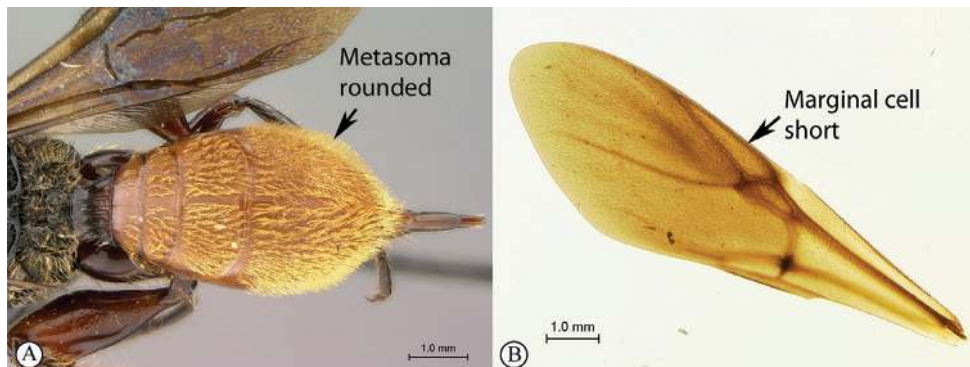 Metasoma
rounded
A
1.0 mm
Marginal cell
short
B
1.0 mm